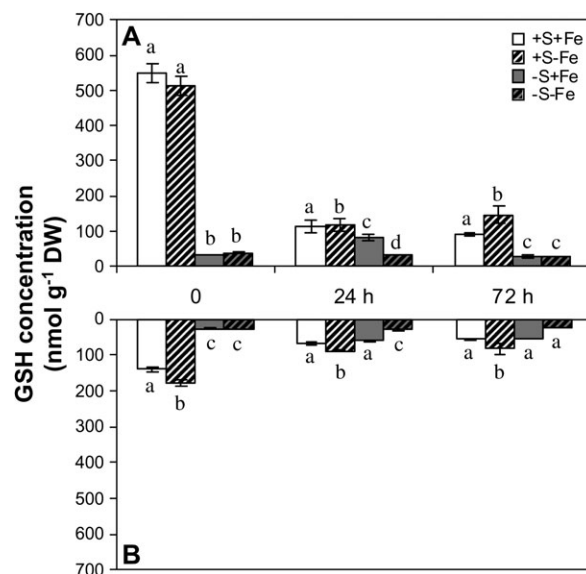 GSH concentration
(nmol g-1 DW)
A
+S+Fe
+S-Fe
-S+Fe
-S-Fe
700
600
500
400
300
200
100
0
a a b b
a b c d
a b c c
0 24 h 72 h
0
100
200
300
400
500
600
700
a b c c
a b a c
a b a a
B